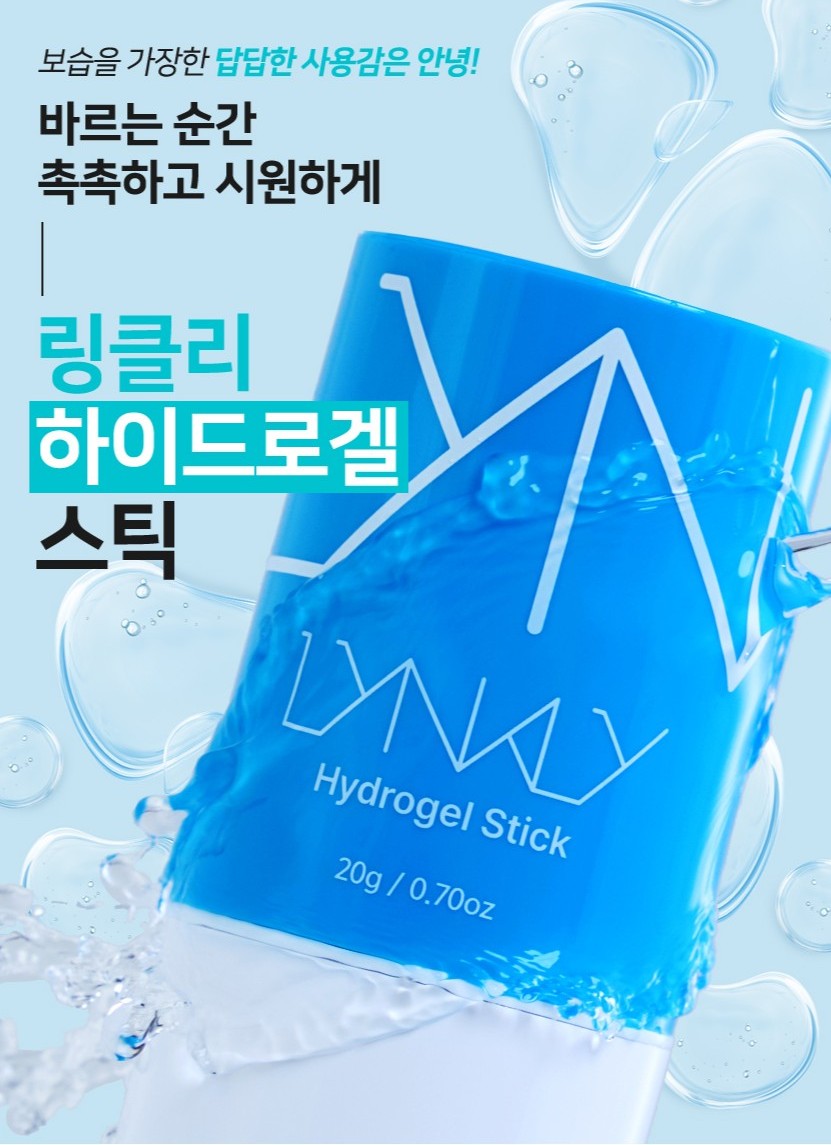 보습을 가장한 답답한 사용감은 안녕!
바르는 순간
촉촉하고 시원하게
링클리
하이드로겔
스틱
LYNKLY
Hydrogel Stick
20g / 0.70oz